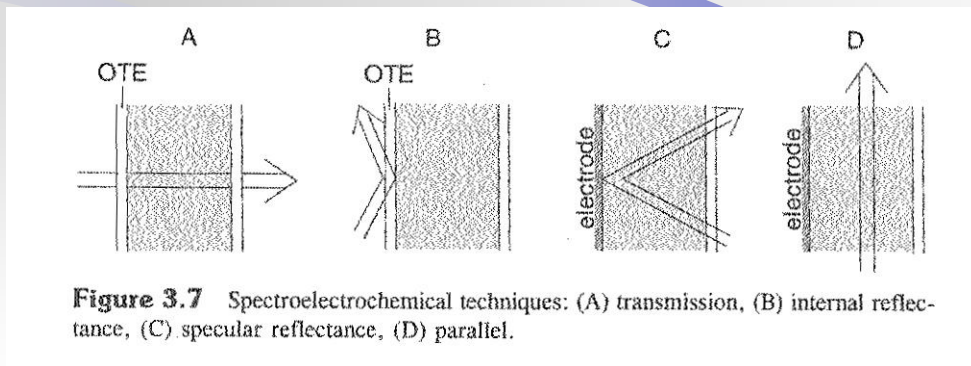 A B C D
OTE OTE
electrode electrode
Figure 3.7 Spectroelectrochemical techniques: (A) transmission, (B) internal reflec-
tance, (C) specular reflectance, (D) parallel.